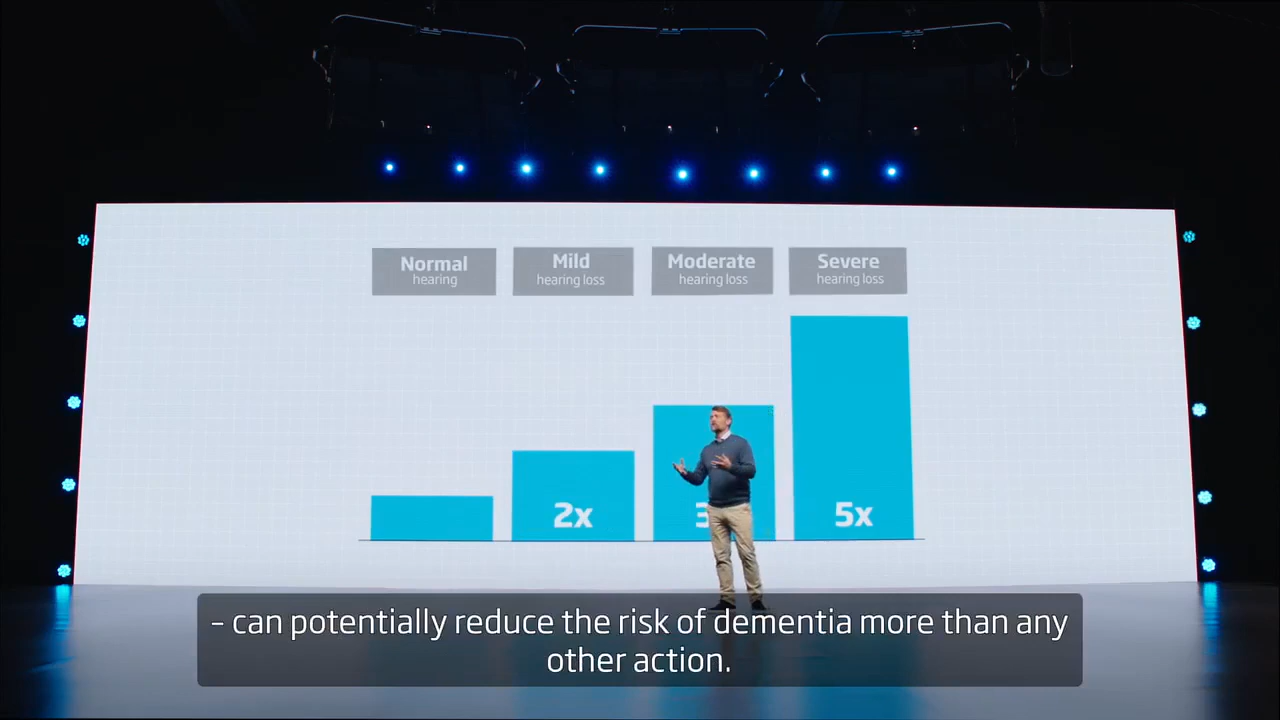 Normal
hearing
Mild
hearing loss
Moderate
hearing loss
Severe
hearing loss
2x
3
5x
– can potentially reduce the risk of dementia more than any
other action.